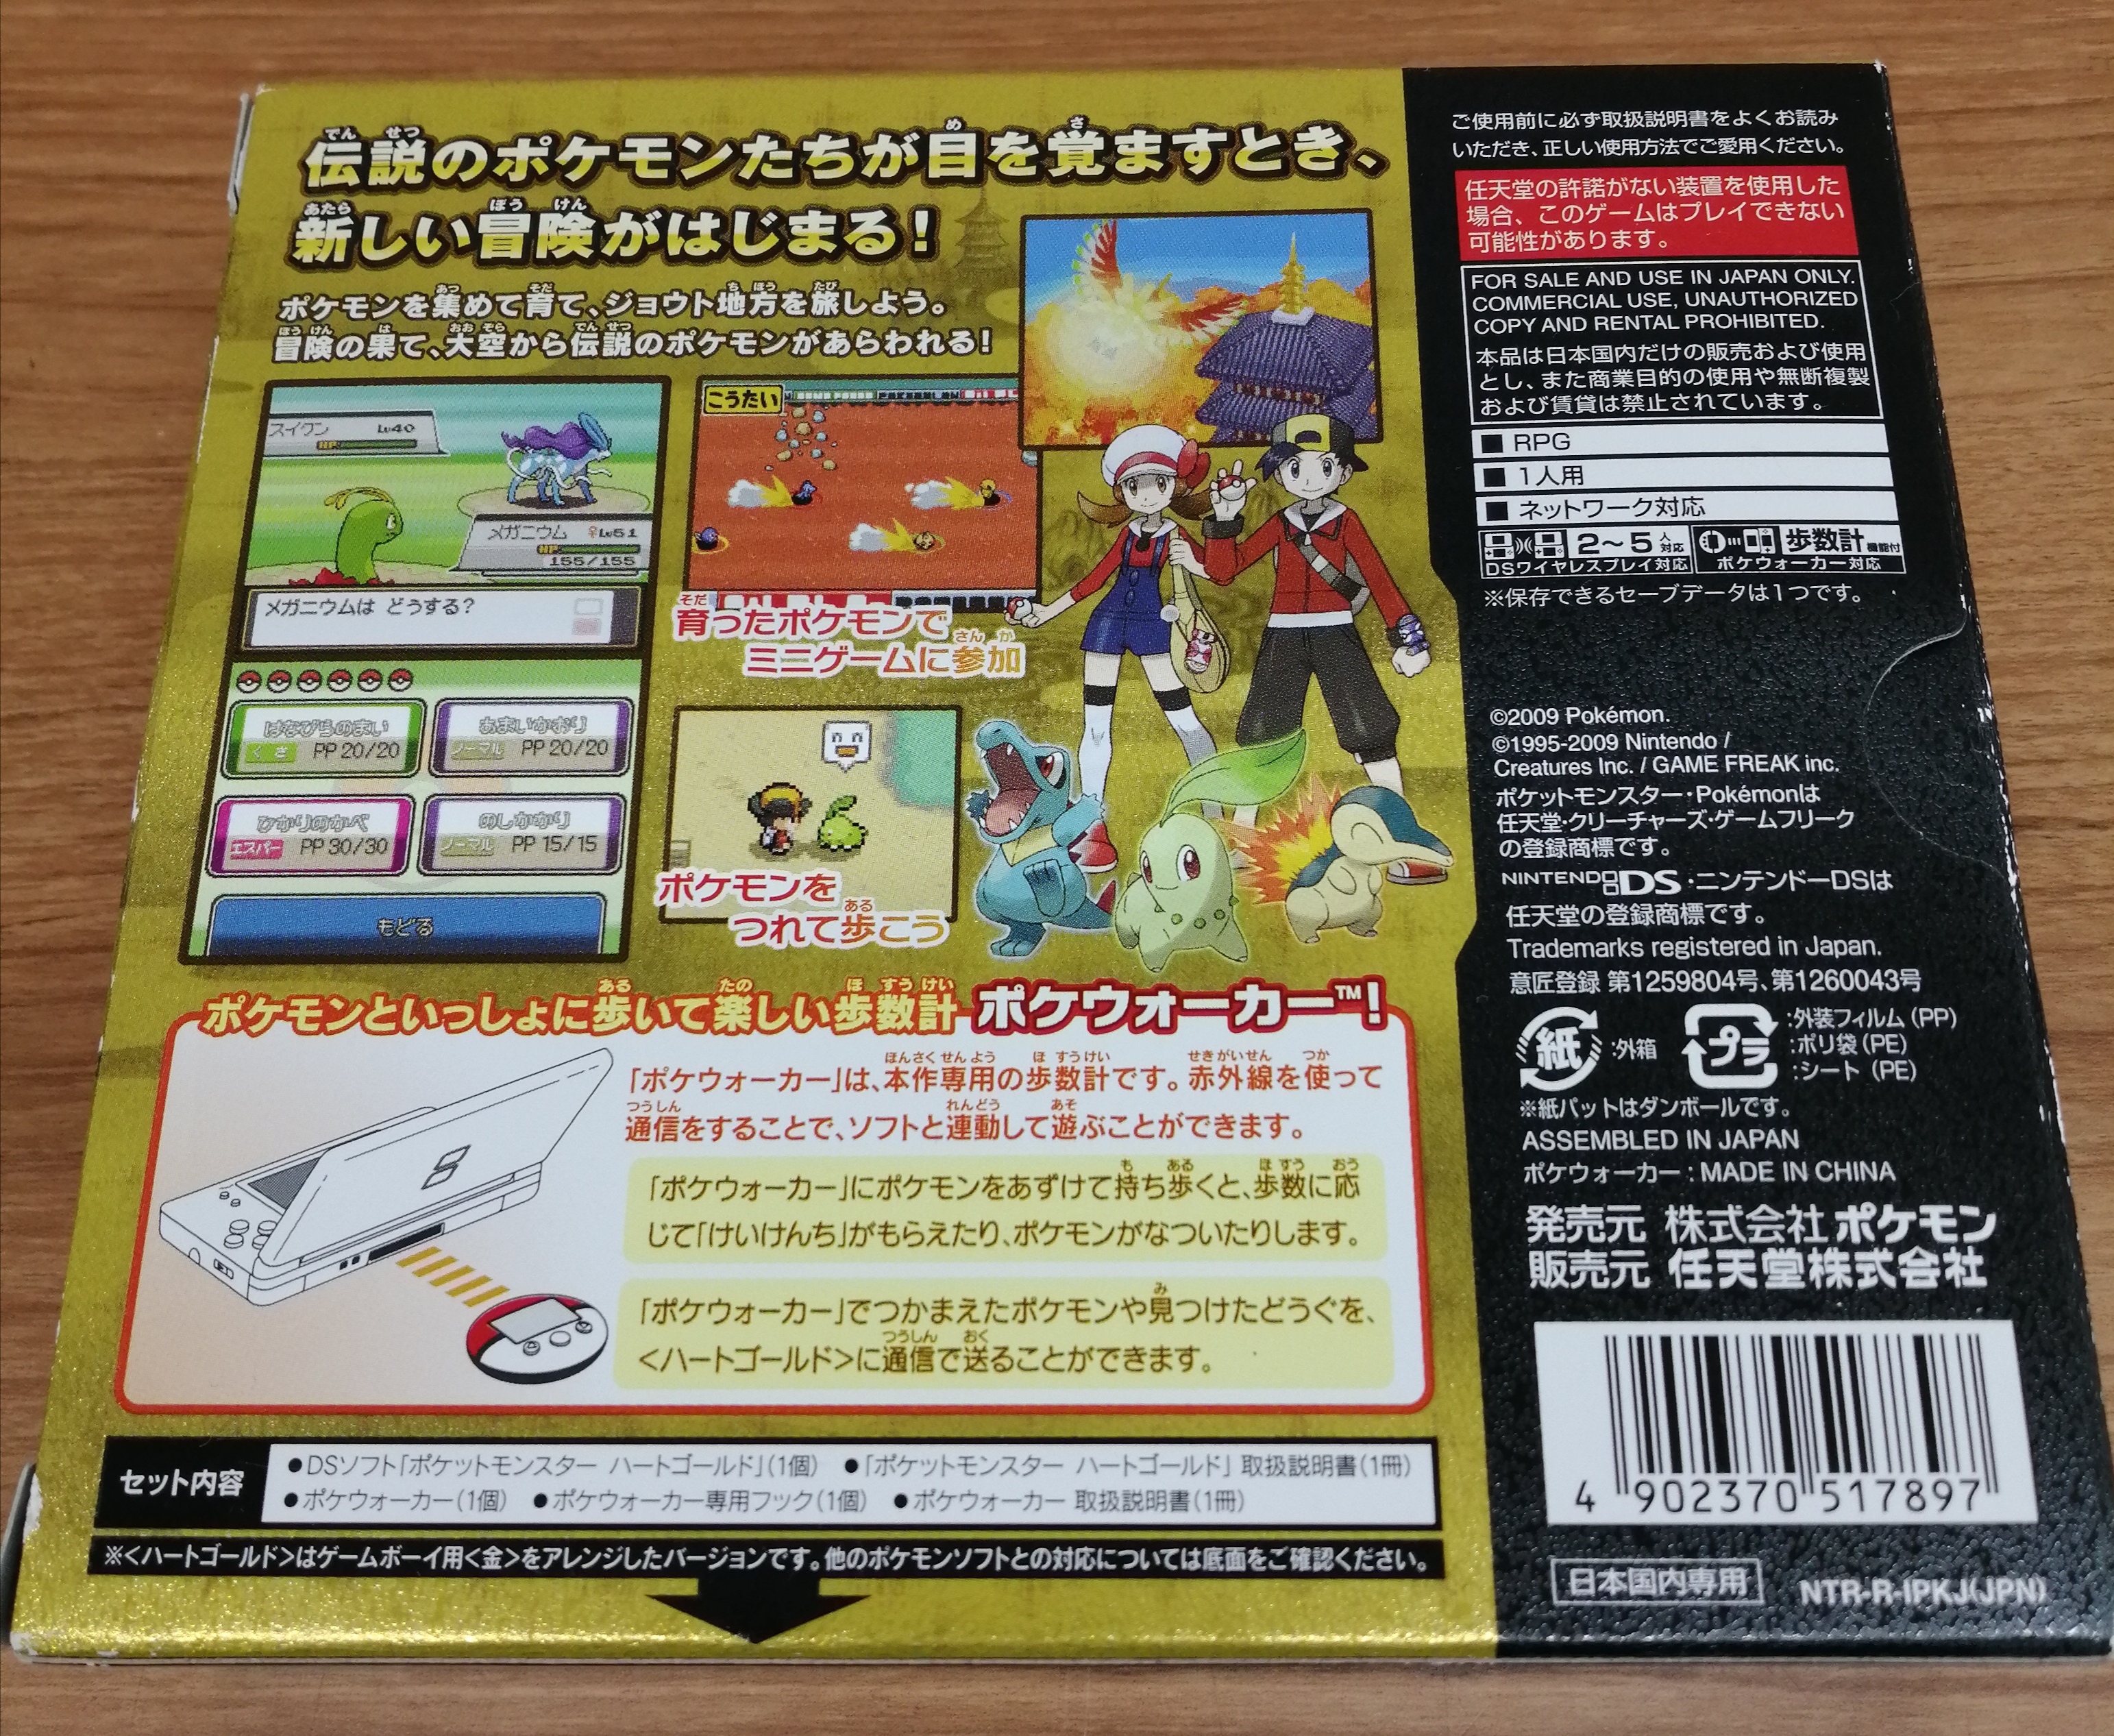 伝説のポケモンたちが目を覚ますとき、
新しい冒険がはじまる!
ポケモンを集めて育て、ジョウト地方を旅しよう。
冒険の果て、大空から伝説のポケモンがあらわれる!
スイクン Lv40
HP
メガニウム ♀Lv51
HP
155/155
メガニウムは どうする?
はなびらのまい
くさ PP 20/20
あまいかおり
ノーマル PP 20/20
ひかりのかべ
エスパー PP 30/30
のしかかり
ノーマル PP 15/15
もどる
こうたい
育ったポケモンで
ミニゲームに参加
ポケモンを
つれて歩こう
ポケモンといっしょに歩いて楽しい歩数計 ポケウォーカー™!
「ポケウォーカー」は、本作専用の歩数計です。赤外線を使って
通信をすることで、ソフトと連動して遊ぶことができます。
「ポケウォーカー」にポケモンをあずけて持ち歩くと、歩数に応
じて「けいけんち」がもらえたり、ポケモンがなついたりします。
「ポケウォーカー」でつかまえたポケモンや見つけたどうぐを、
<ハートゴールド>に通信で送ることができます。
セット内容
●DSソフト「ポケットモンスター ハートゴールド」(1個) ●「ポケットモンスター ハートゴールド」 取扱説明書(1冊)
●ポケウォーカー(1個) ●ポケウォーカー専用フック(1個) ●ポケウォーカー 取扱説明書(1冊)
※<ハートゴールド>はゲームボーイ用<金>をアレンジしたバージョンです。他のポケモンソフトとの対応については底面をご確認ください。
ご使用前に必ず取扱説明書をよくお読み
いただき、正しい使用方法でご愛用ください。
任天堂の許諾がない装置を使用した
場合、このゲームはプレイできない
可能性があります。
FOR SALE AND USE IN JAPAN ONLY.
COMMERCIAL USE, UNAUTHORIZED
COPY AND RENTAL PROHIBITED.
本品は日本国内だけの販売および使用
とし、また商業目的の使用や無断複製
および賃貸は禁止されています。
■ RPG
■ 1人用
■ ネットワーク対応
2~5人対応
DSワイヤレスプレイ対応
歩数計機能付
ポケウォーカー対応
※保存できるセーブデータは1つです。
©2009 Pokémon.
©1995-2009 Nintendo /
Creatures Inc. / GAME FREAK inc.
ポケットモンスター・Pokémonは
任天堂・クリーチャーズ・ゲームフリーク
の登録商標です。
NINTENDO DS・ニンテンドーDSは
任天堂の登録商標です。
Trademarks registered in Japan.
意匠登録 第1259804号、第1260043号
紙 :外箱
プラ :外装フィルム(PP)
:ポリ袋(PE)
:シート(PE)
※紙パットはダンボールです。
ASSEMBLED IN JAPAN
ポケウォーカー:MADE IN CHINA
発売元 株式会社ポケモン
販売元 任天堂株式会社
4 902370 517897
日本国内専用
NTR-R-IPKJ(JPN)